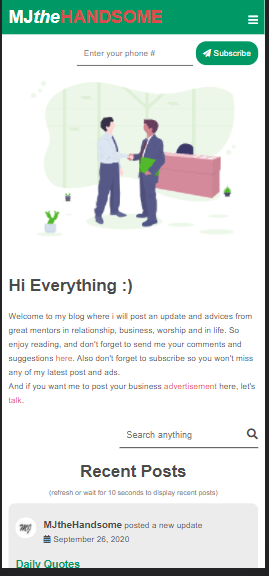 MJtheHANDSOME
Enter your phone #
Subscribe
Hi Everything :)
Welcome to my blog where i will post an update and advices from
great mentors in relationship, business, worship and in life. So
enjoy reading, and don't forget to send me your comments and
suggestions here. Also don't forget to subscribe so you won't miss
any of my latest post and ads.
And if you want me to post your business advertisement here, let's
talk.
Search anything
Recent Posts
(refresh or wait for 10 seconds to display recent posts)
MJ
MJtheHandsome posted a new update
September 26, 2020
Daily Quotes